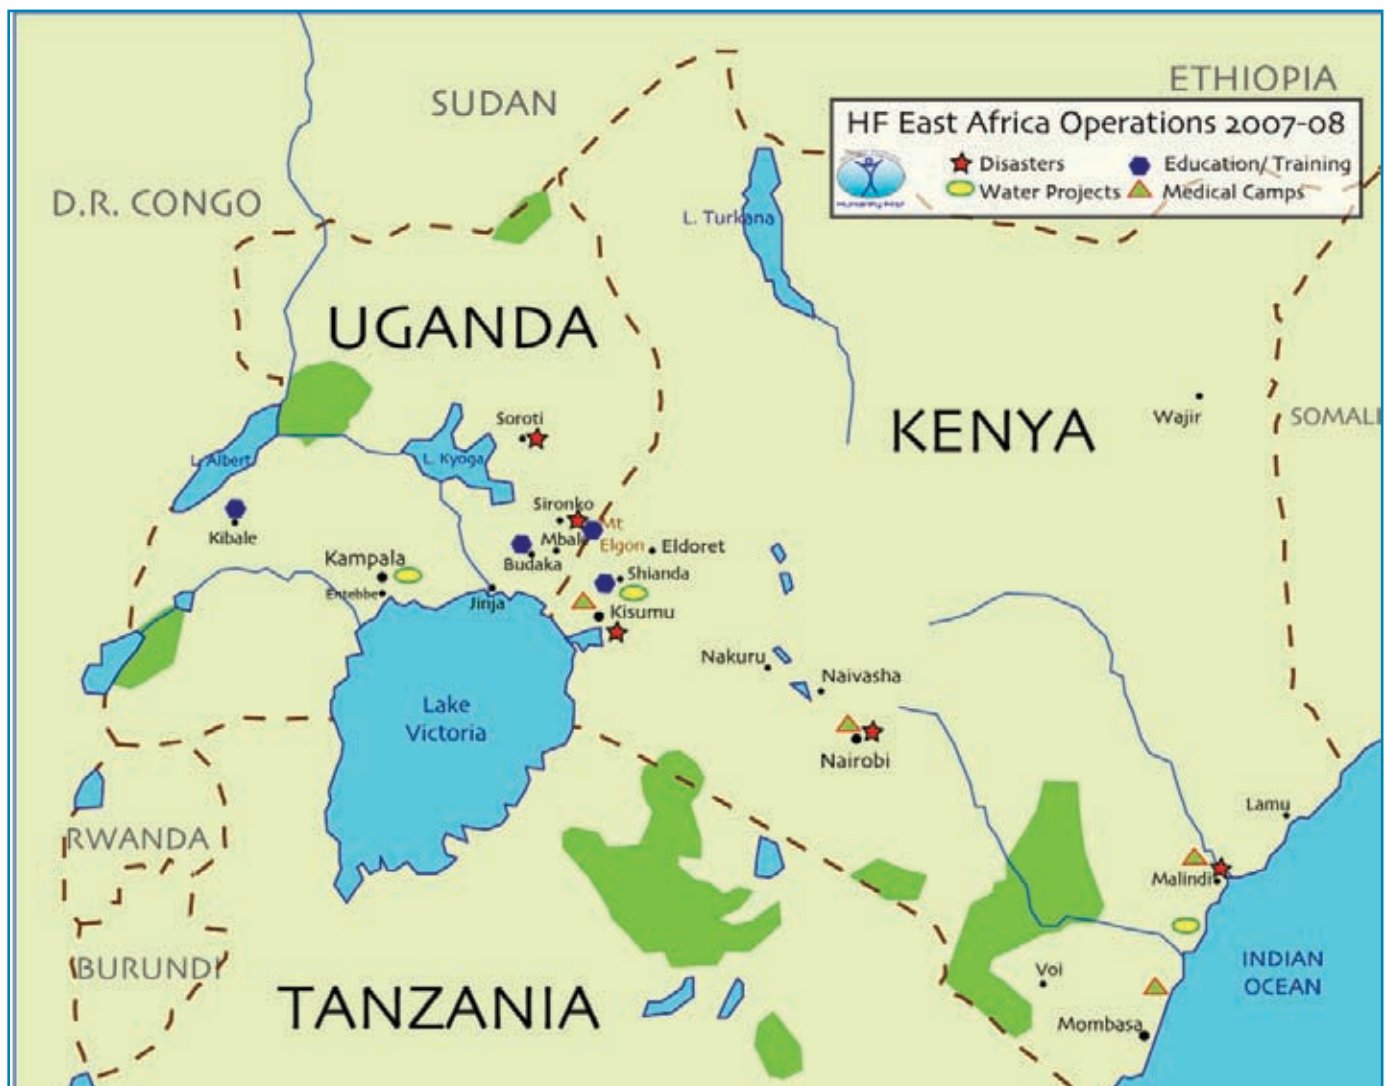 SUDAN
ETHIOPIA
HF East Africa Operations 2007-08
Disasters
Education/ Training
Water Projects
Medical Camps
Humanity First
D.R. CONGO
L. Turkana
UGANDA
KENYA
Wajir
SOMALI
Soroti
L. Albert
L. Kyoga
Sironko
Mt
Elgon
Kibale
Mbale
Budaka
Eldoret
Kampala
Shianda
Entebbe
Jinja
Kisumu
Nakuru
Naivasha
Lake
Victoria
Nairobi
Lamu
RWANDA
Malindi
BURUNDI
Voi
INDIAN
OCEAN
TANZANIA
Mombasa